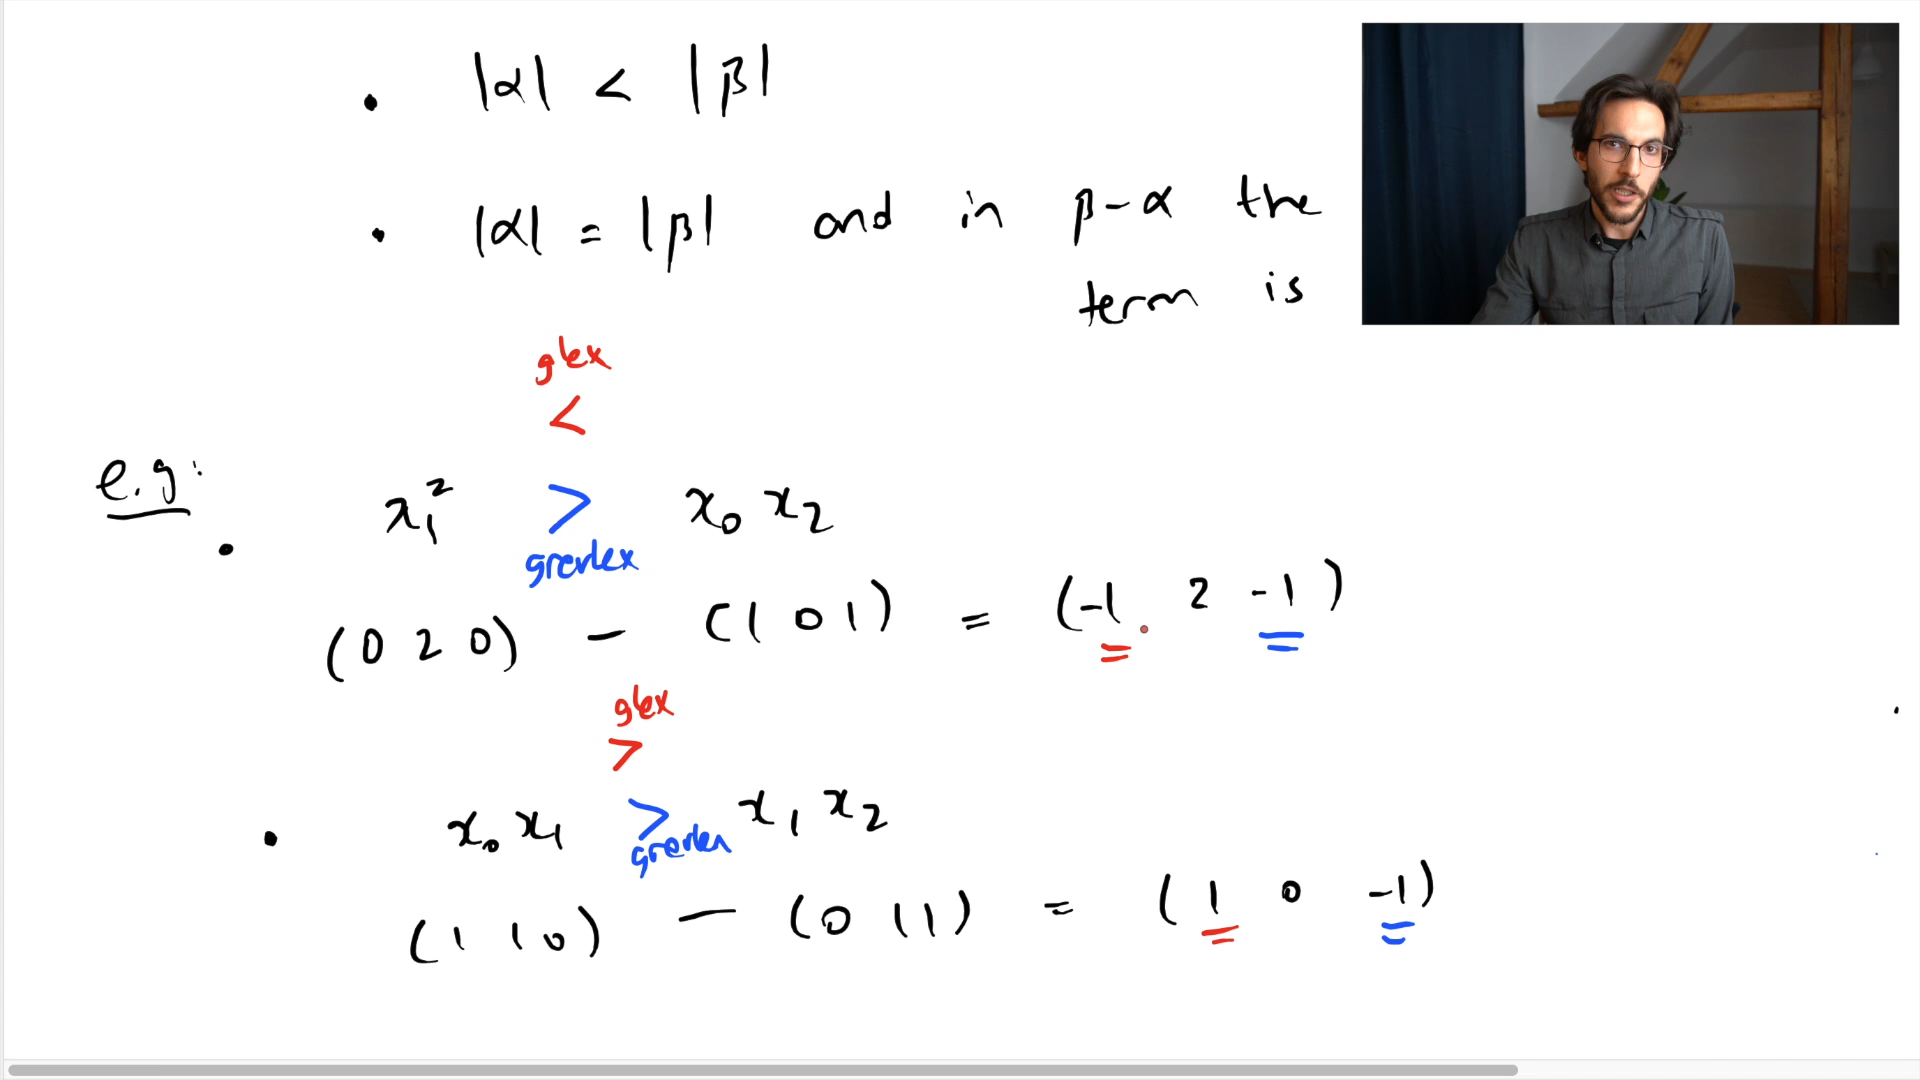 • |α| < |β|
• |α| = |β| and in β-α the
term is
glex
<
e.g:
• x₁² > x₀ x₂
grevlex
(0 2 0) - (1 0 1) = (-1 2 -1)
glex
>
• x₀ x₁ > x₁ x₂
grevlex
(1 1 0) - (0 1 1) = (1 0 -1)